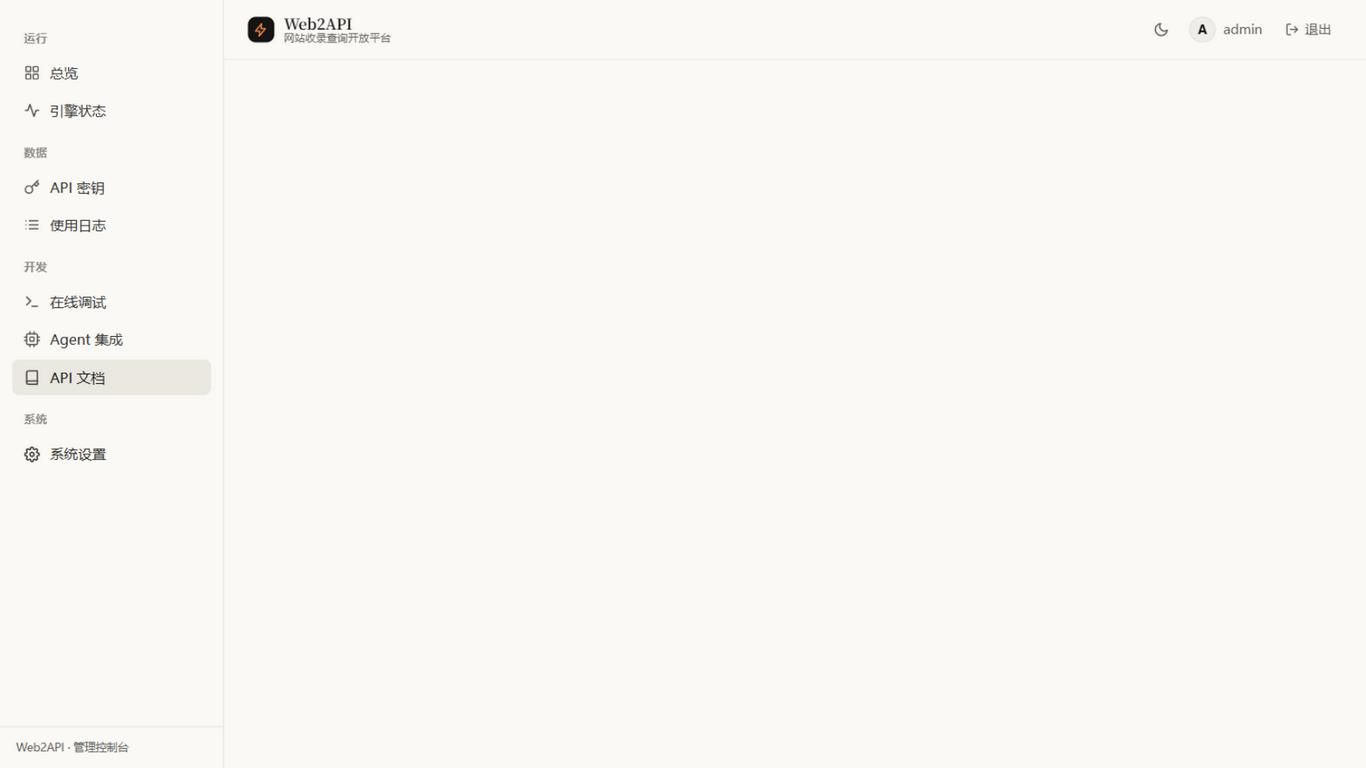 运行
总览
引擎状态
数据
API 密钥
使用日志
开发
在线调试
Agent 集成
API 文档
系统
系统设置
Web2API · 管理控制台
Web2API
网站收录查询开放平台
A
admin
退出